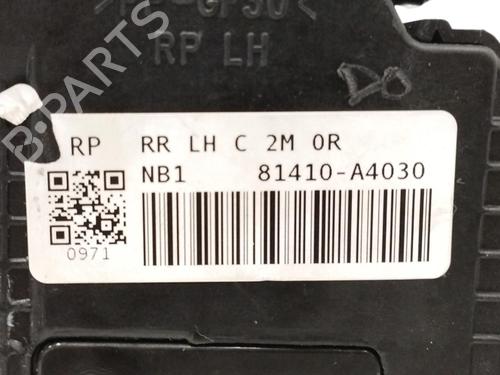 RP LH
DO
B-PARTS
RP RR LH C 2M 0R
NB1 81410-A4030
0971